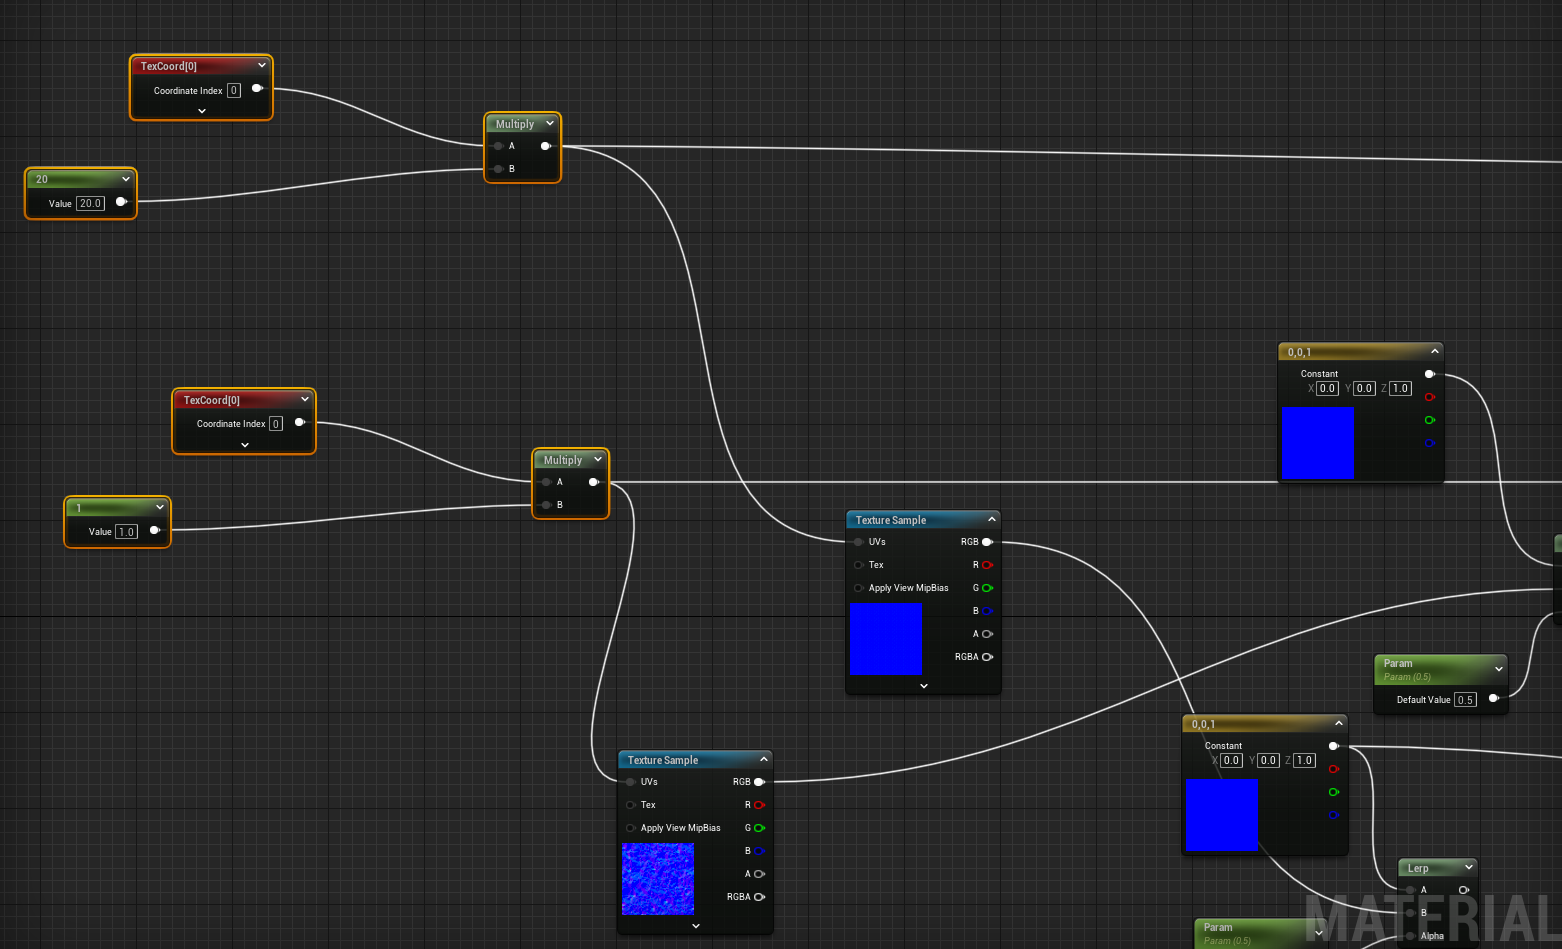 TexCoord[0]
Coordinate Index 0
Multiply
A
B
20
Value 20.0
0,0,1
Constant
X 0.0 Y 0.0 Z 1.0
TexCoord[0]
Coordinate Index 0
Multiply
A
B
1
Value 1.0
Texture Sample
UVs RGB
Tex R
Apply View MipBias G
B
A
RGBA
Param
Param (0.5)
Default Value 0.5
0,0,1
Constant
X 0.0 Y 0.0 Z 1.0
Texture Sample
UVs RGB
Tex R
Apply View MipBias G
B
A
RGBA
Lerp
A
B
Alpha
Param
Param (0.5)
MATERIAL